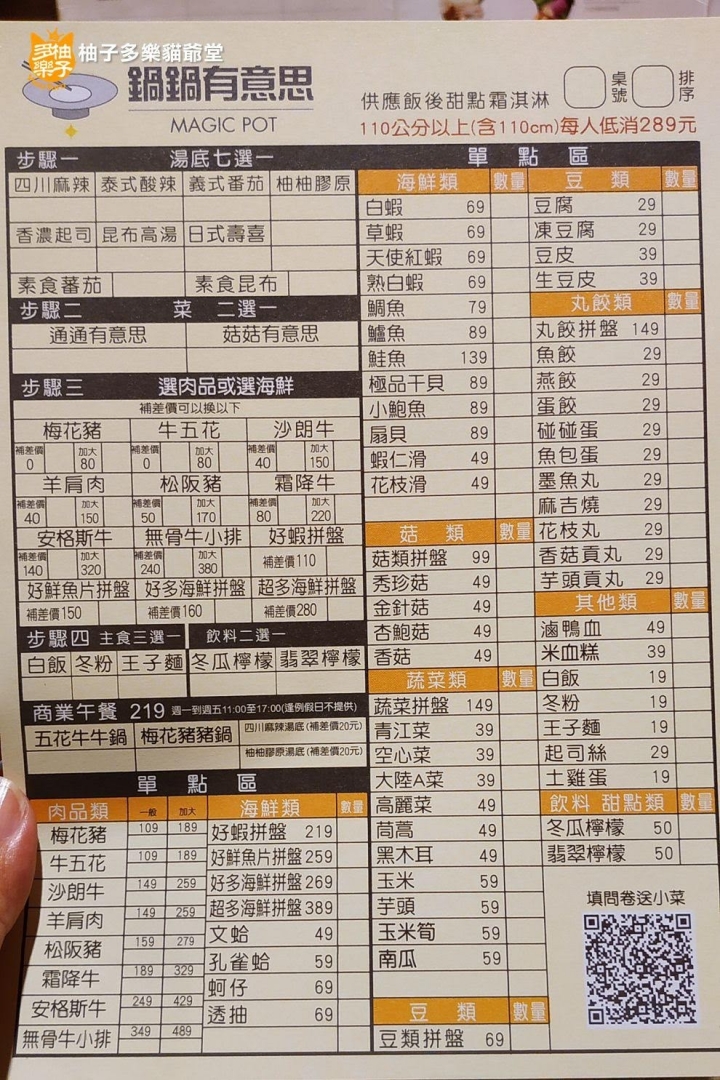 柚子多樂 柚子多樂貓爺堂
鍋鍋有意思
MAGIC POT
供應飯後甜點霜淇淋 桌號 排序
110公分以上(含110cm)每人低消289元
步驟一 湯底七選一
四川麻辣 泰式酸辣 義式番茄 柚柚膠原
香濃起司 昆布高湯 日式壽喜
素食蕃茄 素食昆布
步驟二 菜 二選一
通通有意思 菇菇有意思
步驟三 選肉品或選海鮮
補差價可以換以下
梅花豬 牛五花 沙朗牛
補差價 0 加大 80 補差價 0 加大 80 補差價 40 加大 150
羊肩肉 松阪豬 霜降牛
補差價 40 加大 150 補差價 50 加大 170 補差價 80 加大 220
安格斯牛 無骨牛小排 好蝦拼盤
補差價 140 加大 320 補差價 240 加大 380 補差價110
好鮮魚片拼盤 好多海鮮拼盤 超多海鮮拼盤
補差價150 補差價160 補差價280
步驟四 主食三選一 飲料二選一
白飯 冬粉 王子麵 冬瓜檸檬 翡翠檸檬
商業午餐 219 週一到週五11:00至17:00(逢例假日不提供)
五花牛牛鍋 梅花豬豬鍋 四川麻辣湯底(補差價20元)
柚柚膠原湯底(補差價20元)
單點區
肉品類 一般 加大
梅花豬 109 189
牛五花 109 189
沙朗牛 149 259
羊肩肉 149 259
松阪豬 159 279
霜降牛 189 329
安格斯牛 249 429
無骨牛小排 349 489
海鮮類 數量
好蝦拼盤 219
好鮮魚片拼盤 259
好多海鮮拼盤 269
超多海鮮拼盤 389
文蛤 49
孔雀蛤 59
蚵仔 69
透抽 69
單點區
海鮮類 數量
白蝦 69
草蝦 69
天使紅蝦 69
熟白蝦 69
鯛魚 79
鱸魚 89
鮭魚 139
極品干貝 89
小鮑魚 89
扇貝 89
蝦仁滑 49
花枝滑 49
菇類 數量
菇類拼盤 99
秀珍菇 49
金針菇 49
杏鮑菇 49
香菇 49
蔬菜類 數量
蔬菜拼盤 149
青江菜 39
空心菜 39
大陸A菜 39
高麗菜 49
茼蒿 49
黑木耳 49
玉米 59
芋頭 59
玉米筍 59
南瓜 59
豆類 數量
豆類拼盤 69
豆類 數量
豆腐 29
凍豆腐 29
豆皮 39
生豆皮 39
丸餃類 數量
丸餃拼盤 149
魚餃 29
燕餃 29
蛋餃 29
碰碰蛋 29
魚包蛋 29
墨魚丸 29
麻吉燒 29
花枝丸 29
香菇貢丸 29
芋頭貢丸 29
其他類 數量
滷鴨血 49
米血糕 39
白飯 19
冬粉 19
王子麵 19
起司絲 29
土雞蛋 19
飲料 甜點類 數量
冬瓜檸檬 50
翡翠檸檬 50
填問卷送小菜